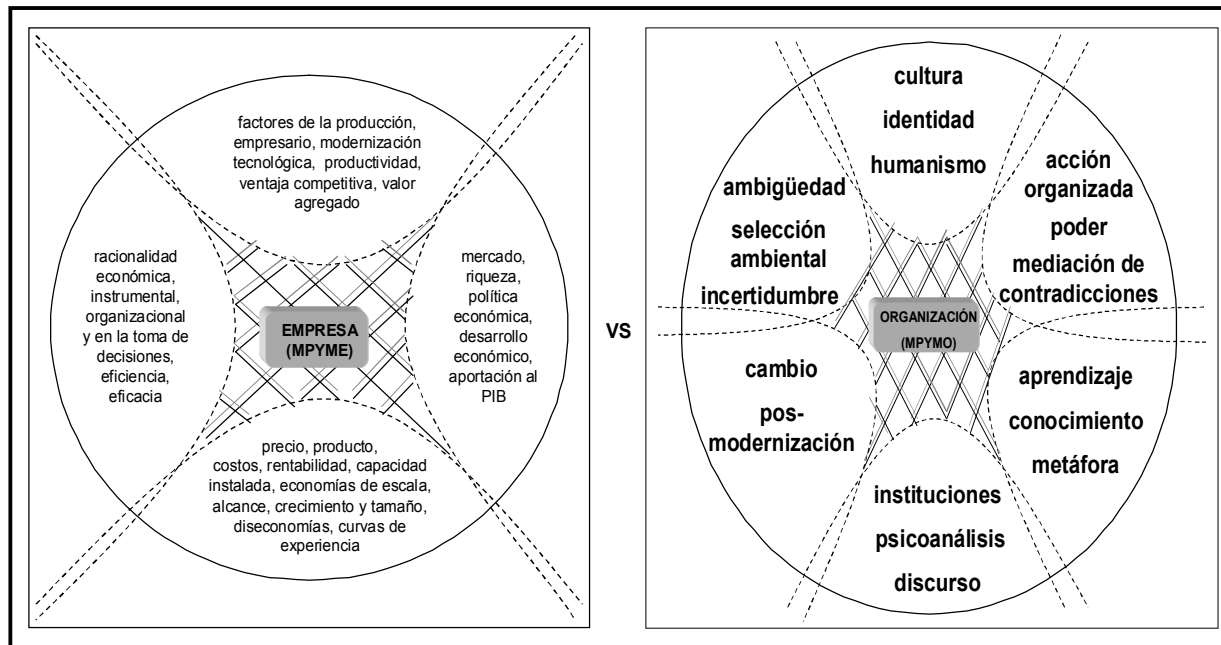 factores de la producción,
empresario, modernización
tecnológica, productividad,
ventaja competitiva, valor
agregado
racionalidad
económica,
instrumental,
organizacional
y en la toma de
decisiones,
eficiencia,
eficacia
EMPRESA
(MPYME)
mercado,
riqueza,
política
económica,
desarrollo
económico,
aportación al
PIB
precio, producto,
costos, rentabilidad, capacidad
instalada, economías de escala,
alcance, crecimiento y tamaño,
diseconomías, curvas de
experiencia
VS
cultura
identidad
humanismo
ambigüedad
selección
ambiental
incertidumbre
acción
organizada
poder
mediación de
contradicciones
ORGANIZACIÓN
(MPYMO)
cambio
pos-
modernización
aprendizaje
conocimiento
metáfora
instituciones
psicoanálisis
discurso